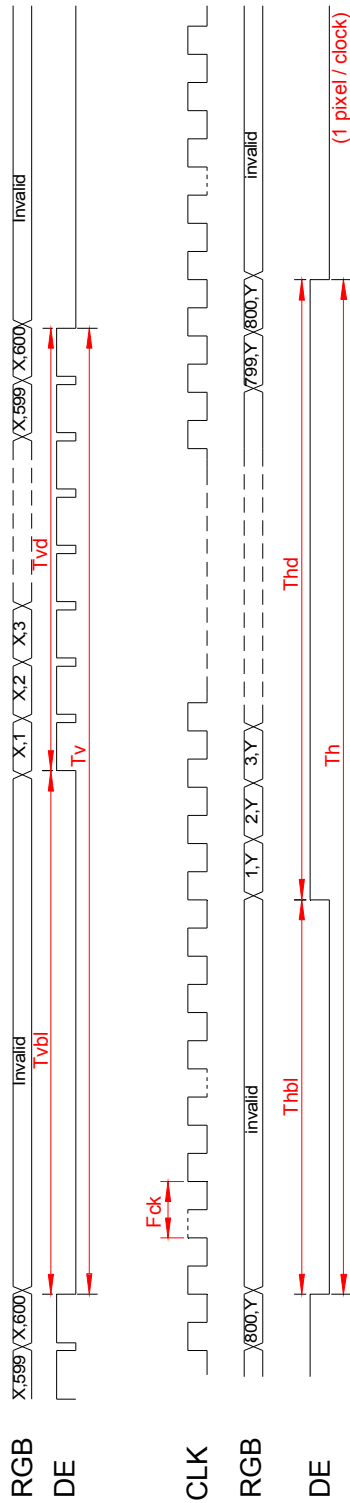 RGB X,599 X,600 Invalid X,1 X,2 X,3 X,599 X,600 Invalid
DE
Tvbl Tvd
Tv
Fck
CLK
RGB 800,Y invalid 1,Y 2,Y 3,Y 799,Y 800,Y invalid
DE
Thbl Thd
Th
(1 pixel / clock)